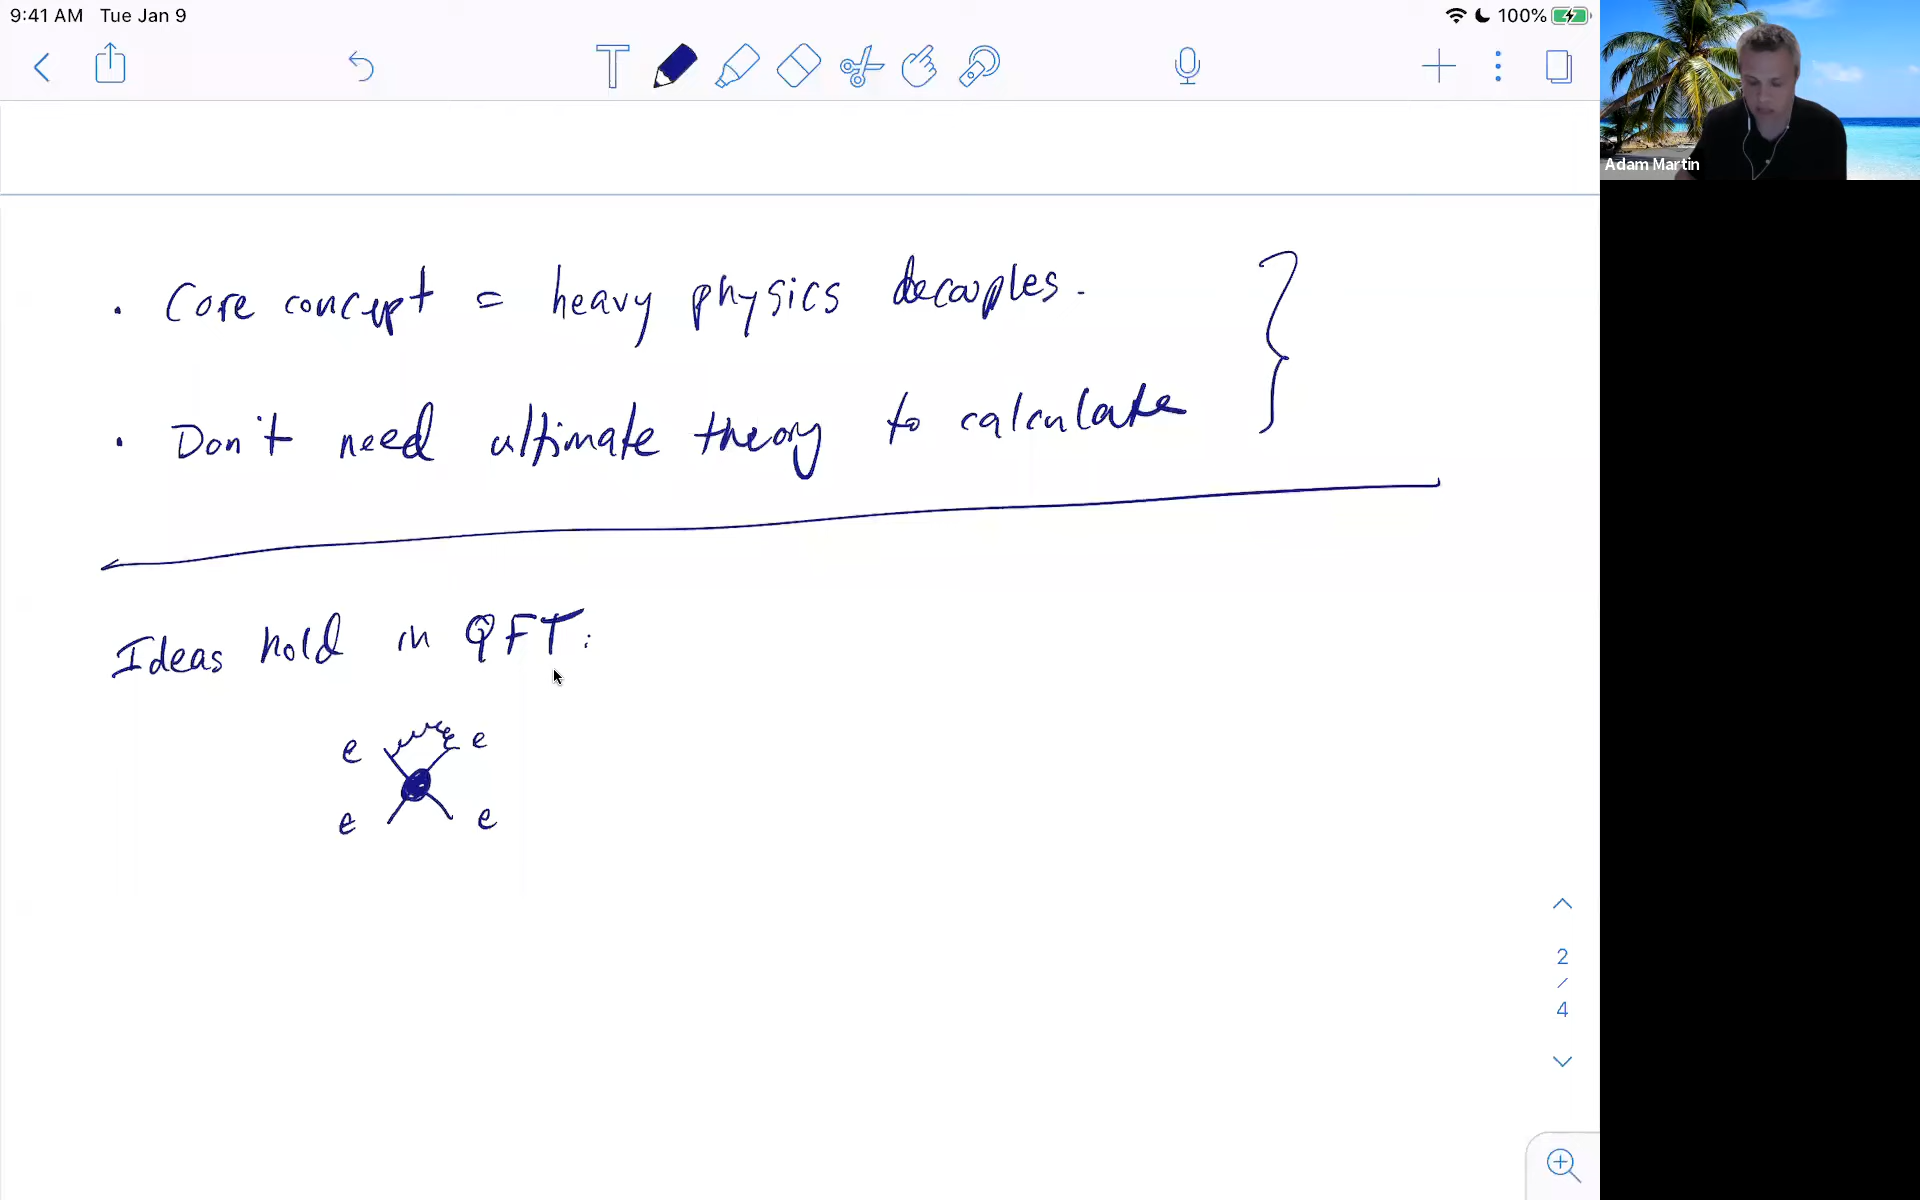 9:41 AM Tue Jan 9
100%
Adam Martin
· Core concept = heavy physics decouples.
· Don't need ultimate theory to calculate
Ideas hold in QFT:
e e
e e
2
/
4